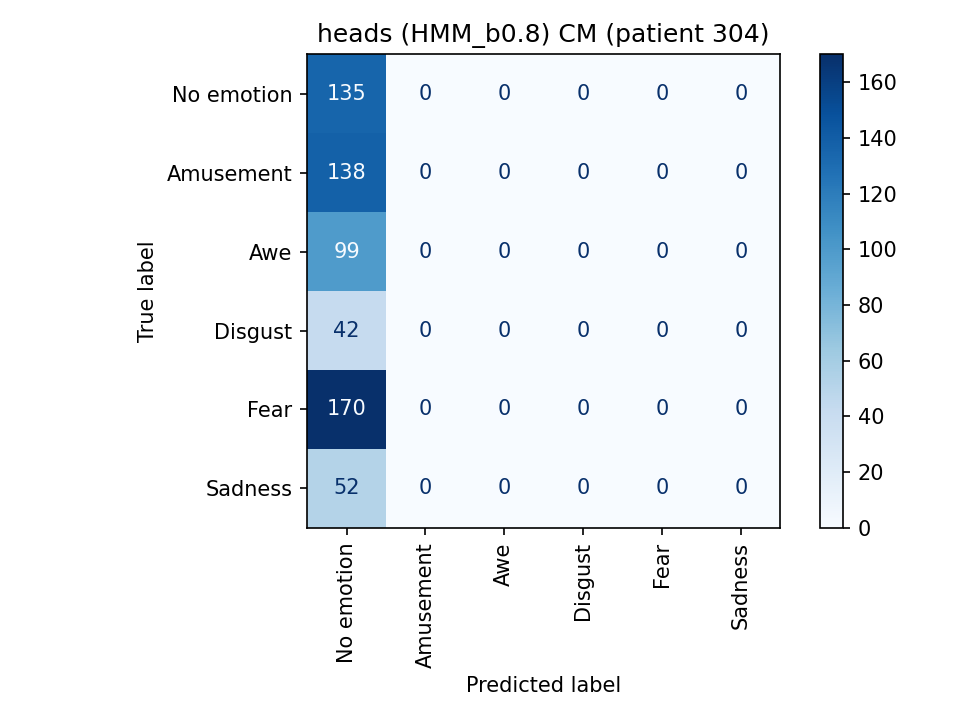 heads (HMM_b0.8) CM (patient 304)
True label
No emotion 135 0 0 0 0 0
Amusement 138 0 0 0 0 0
Awe 99 0 0 0 0 0
Disgust 42 0 0 0 0 0
Fear 170 0 0 0 0 0
Sadness 52 0 0 0 0 0
No emotion Amusement Awe Disgust Fear Sadness
Predicted label
160
140
120
100
80
60
40
20
0